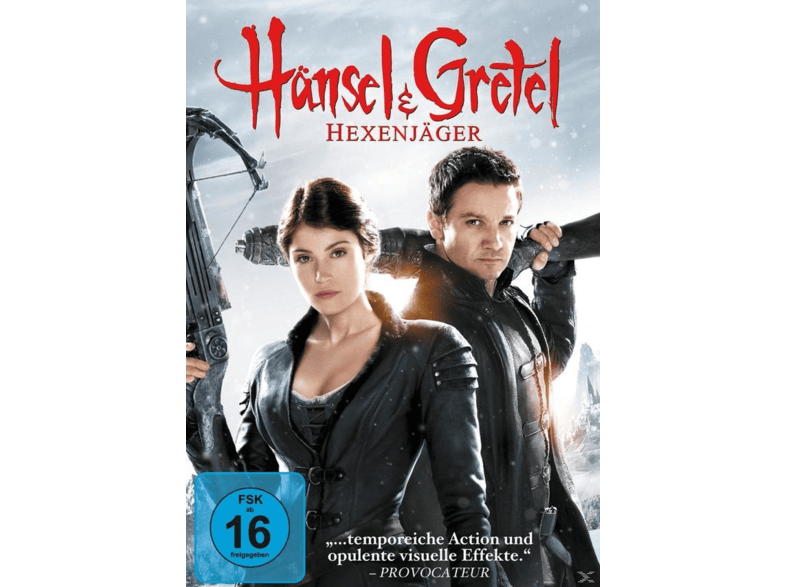 Hänsel & Gretel
HEXENJÄGER
FSK
ab
16
freigegeben
„...temporeiche Action und
opulente visuelle Effekte.“
– PROVOCATEUR